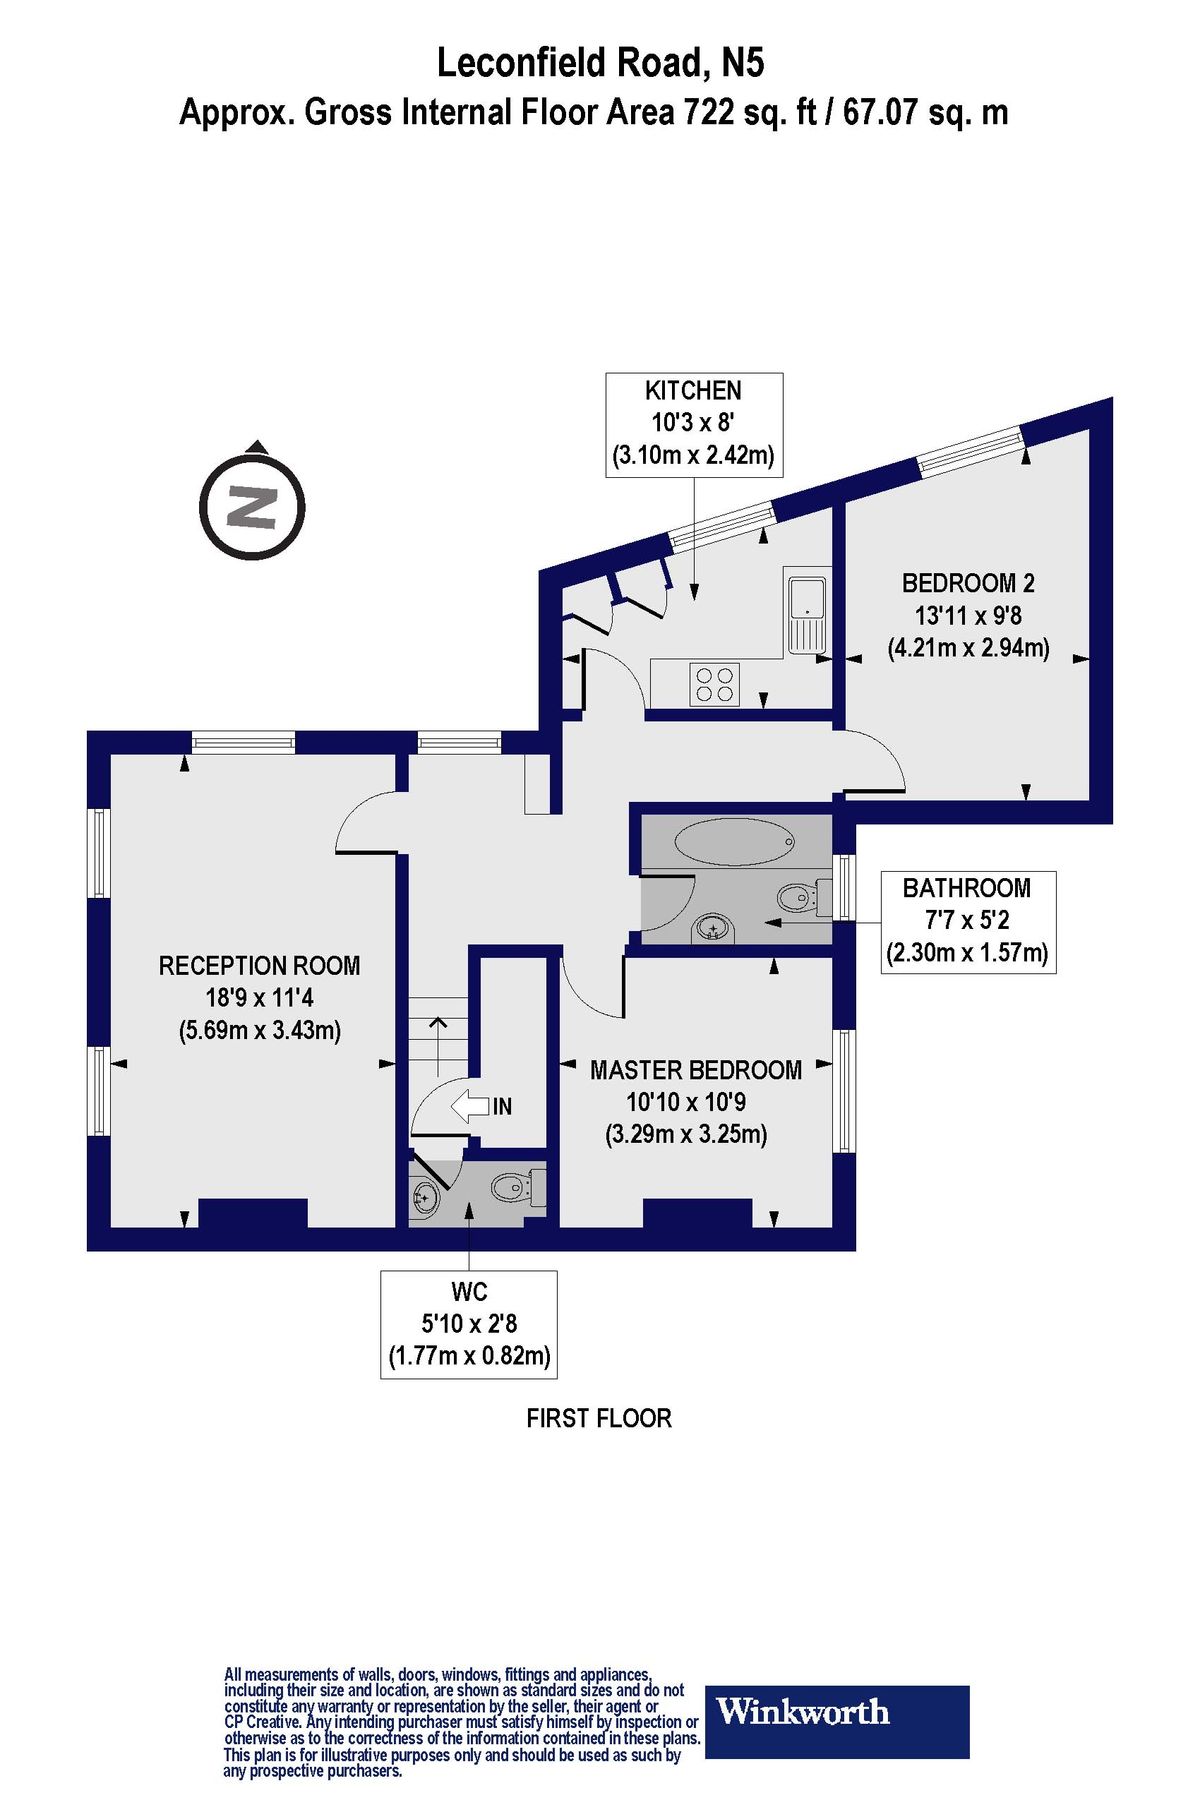 Leconfield Road, N5
Approx. Gross Internal Floor Area 722 sq. ft / 67.07 sq. m
KITCHEN
10'3 x 8'
(3.10m x 2.42m)
N
BEDROOM 2
13'11 x 9'8
(4.21m x 2.94m)
BATHROOM
7'7 x 5'2
(2.30m x 1.57m)
RECEPTION ROOM
18'9 x 11'4
(5.69m x 3.43m)
MASTER BEDROOM
10'10 x 10'9
(3.29m x 3.25m)
IN
WC
5'10 x 2'8
(1.77m x 0.82m)
FIRST FLOOR
All measurements of walls, doors, windows, fittings and appliances,
including their size and location, are shown as standard sizes and do not
constitute any warranty or representation by the seller, their agent or
CP Creative. Any intending purchaser must satisfy himself by inspection or
otherwise as to the correctness of the information contained in these plans.
This plan is for illustrative purposes only and should be used as such by
any prospective purchasers.
Winkworth